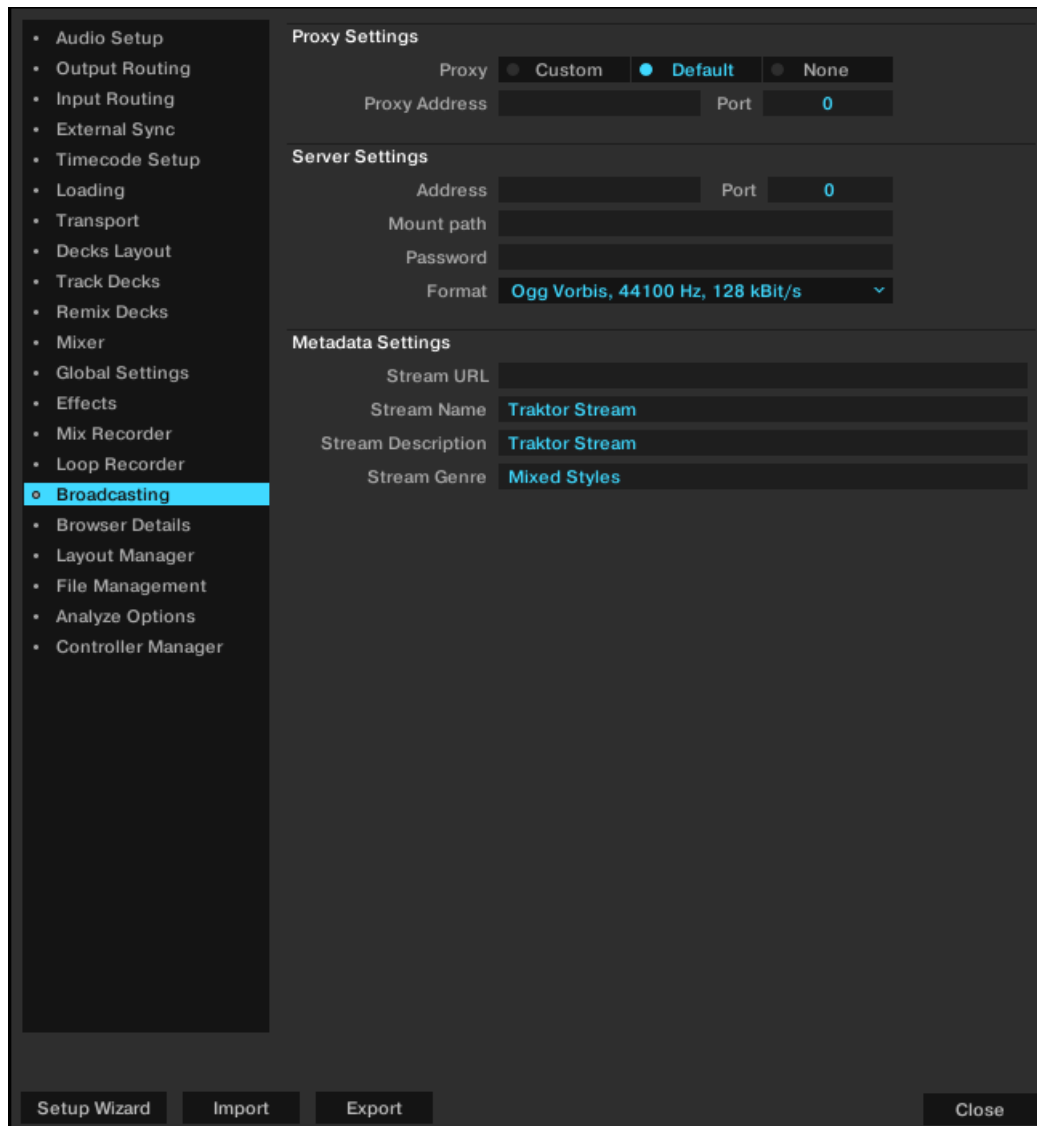 Audio Setup
Output Routing
Input Routing
External Sync
Timecode Setup
Loading
Transport
Decks Layout
Track Decks
Remix Decks
Mixer
Global Settings
Effects
Mix Recorder
Loop Recorder
Broadcasting
Browser Details
Layout Manager
File Management
Analyze Options
Controller Manager
Proxy Settings
Proxy Custom Default None
Proxy Address Port 0
Server Settings
Address Port 0
Mount path
Password
Format Ogg Vorbis, 44100 Hz, 128 kBit/s
Metadata Settings
Stream URL
Stream Name Traktor Stream
Stream Description Traktor Stream
Stream Genre Mixed Styles
Setup Wizard Import Export Close